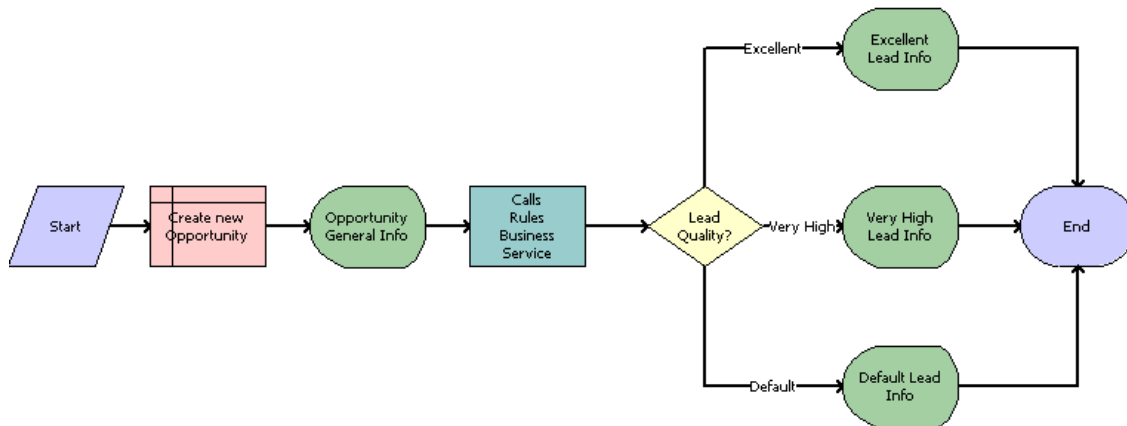 Start
Create new
Opportunity
Opportunity
General Info
Calls
Rules
Business
Service
Lead
Quality?
Excellent
Excellent
Lead Info
Very High
Very High
Lead Info
Default
Default Lead
Info
End